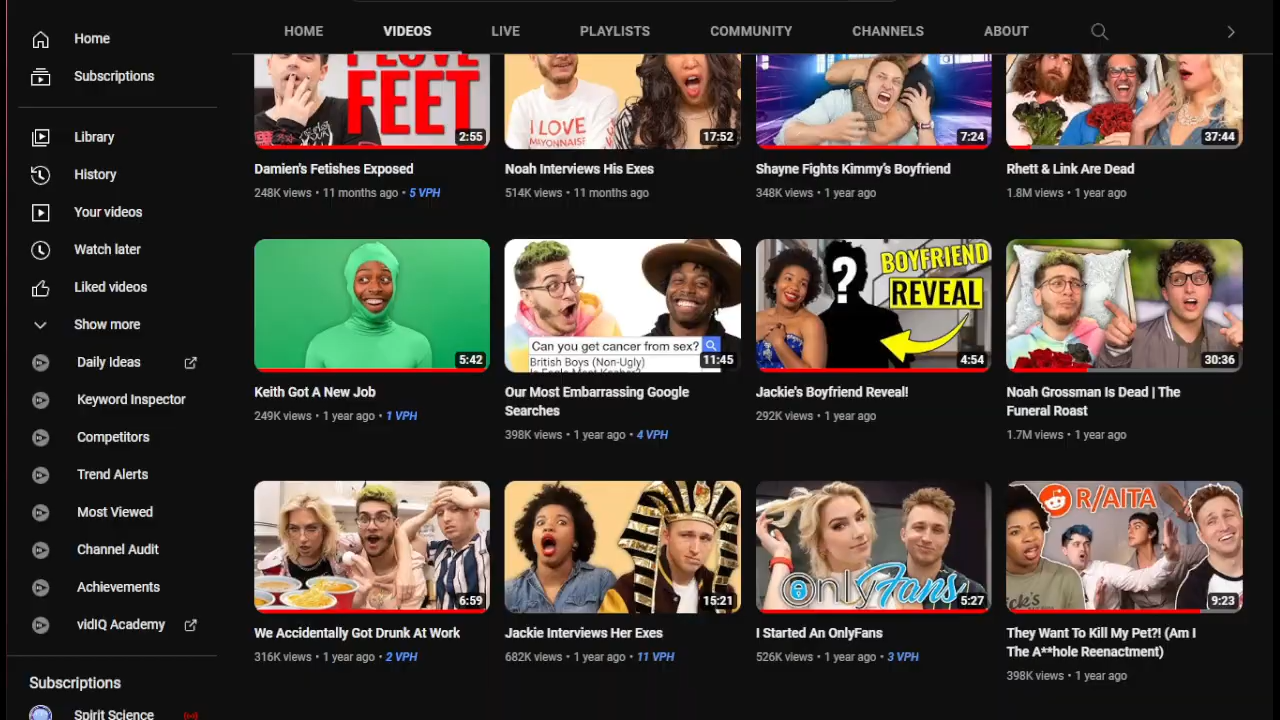 Home
Subscriptions
Library
History
Your videos
Watch later
Liked videos
Show more
Daily Ideas
Keyword Inspector
Competitors
Trend Alerts
Most Viewed
Channel Audit
Achievements
vidIQ Academy
Subscriptions
Spirit Science
HOME VIDEOS LIVE PLAYLISTS COMMUNITY CHANNELS ABOUT
I LOVE
FEET
2:55
I LOVE
MAYONNAISE
17:52
7:24
37:44
Damien's Fetishes Exposed
248K views • 11 months ago • 5 VPH
Noah Interviews His Exes
514K views • 11 months ago
Shayne Fights Kimmy's Boyfriend
348K views • 1 year ago
Rhett & Link Are Dead
1.8M views • 1 year ago
5:42
Can you get cancer from sex?
British Boys (Non-Ugly)
11:45
?
BOYFRIEND
REVEAL
4:54
30:36
Keith Got A New Job
249K views • 1 year ago • 1 VPH
Our Most Embarrassing Google
Searches
398K views • 1 year ago • 4 VPH
Jackie's Boyfriend Reveal!
292K views • 1 year ago
Noah Grossman Is Dead | The
Funeral Roast
1.7M views • 1 year ago
6:59
15:21
OnlyFans
5:27
R/AITA
9:23
We Accidentally Got Drunk At Work
316K views • 1 year ago • 2 VPH
Jackie Interviews Her Exes
682K views • 1 year ago • 11 VPH
I Started An OnlyFans
526K views • 1 year ago • 3 VPH
They Want To Kill My Pet?! (Am I
The A**hole Reenactment)
398K views • 1 year ago